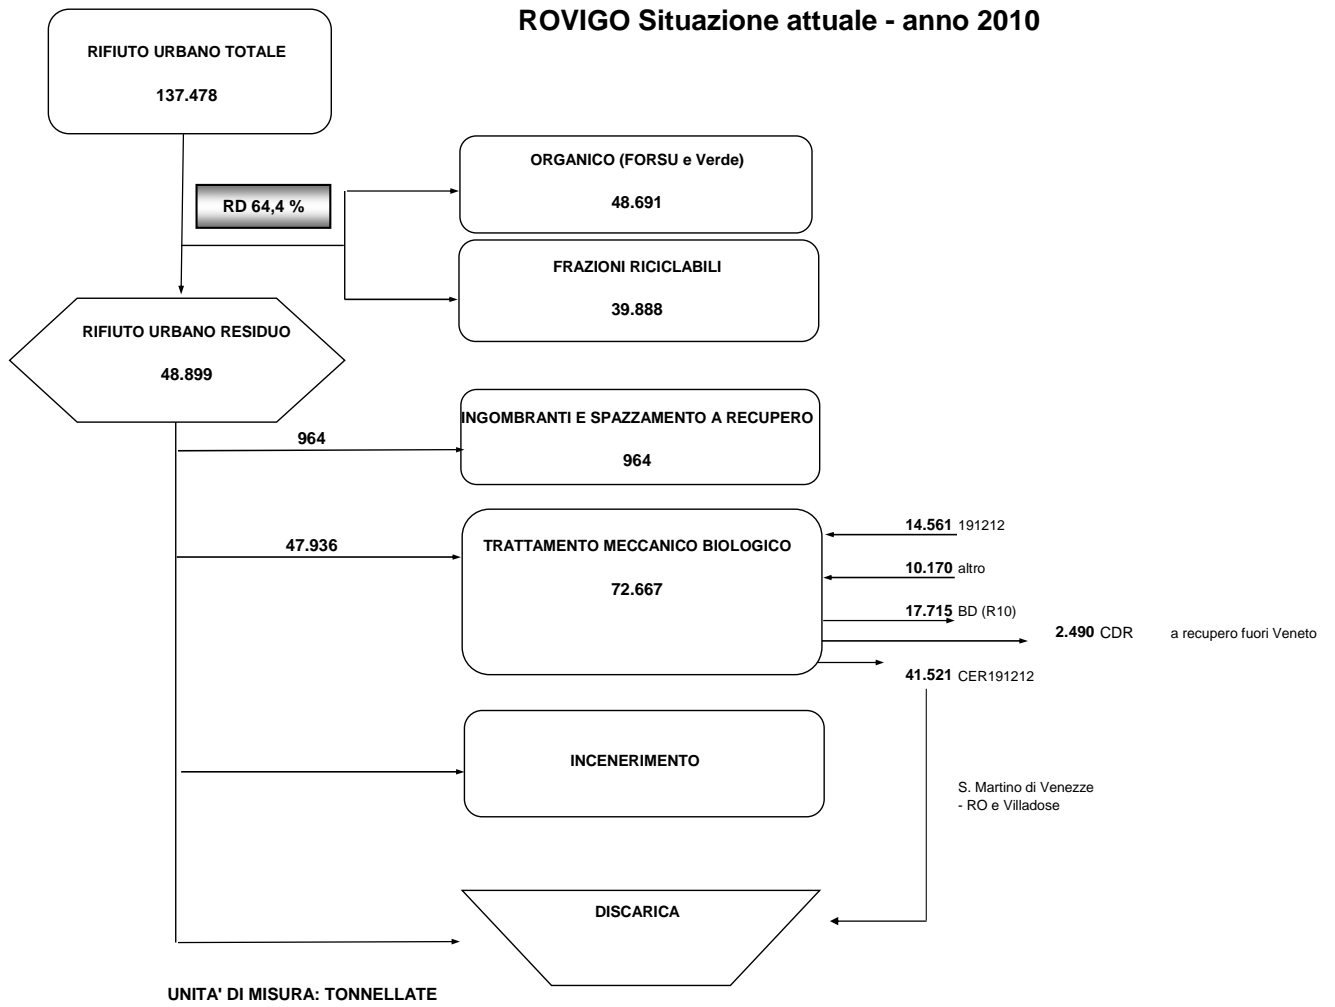 ROVIGO Situazione attuale - anno 2010
RIFIUTO URBANO TOTALE
137.478
ORGANICO (FORSU e Verde)
48.691
RD 64,4 %
FRAZIONI RICICLABILI
39.888
RIFIUTO URBANO RESIDUO
48.899
INGOMBRANTI E SPAZZAMENTO A RECUPERO
964
964
14.561 191212
47.936
TRATTAMENTO MECCANICO BIOLOGICO
72.667
10.170 altro
17.715 BD (R10)
2.490 CDR a recupero fuori Veneto
41.521 CER191212
INCENERIMENTO
S. Martino di Venezze
- RO e Villadose
DISCARICA
UNITA' DI MISURA: TONNELLATE